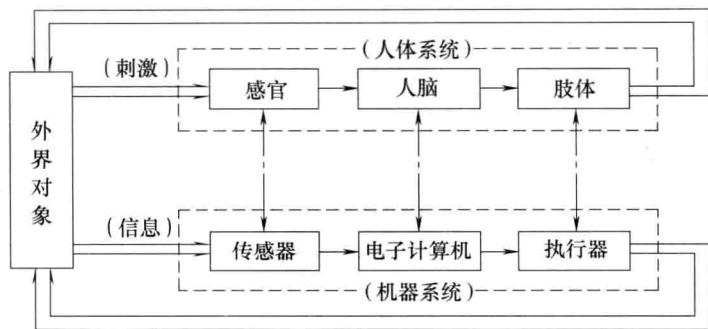 (人体系统)
(刺激)
感官
人脑
肢体
外界对象
(信息)
传感器
电子计算机
执行器
(机器系统)